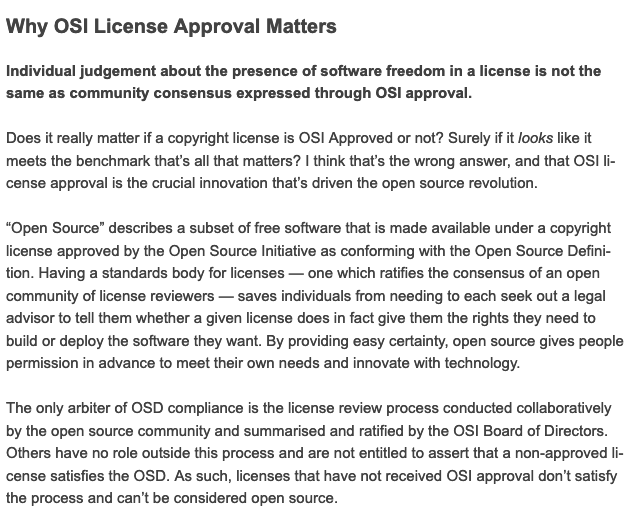 Why OSI License Approval Matters
Individual judgement about the presence of software freedom in a license is not the
same as community consensus expressed through OSI approval.
Does it really matter if a copyright license is OSI Approved or not? Surely if it looks like it
meets the benchmark that’s all that matters? I think that’s the wrong answer, and that OSI li-
cense approval is the crucial innovation that’s driven the open source revolution.
“Open Source” describes a subset of free software that is made available under a copyright
license approved by the Open Source Initiative as conforming with the Open Source Defini-
tion. Having a standards body for licenses — one which ratifies the consensus of an open
community of license reviewers — saves individuals from needing to each seek out a legal
advisor to tell them whether a given license does in fact give them the rights they need to
build or deploy the software they want. By providing easy certainty, open source gives people
permission in advance to meet their own needs and innovate with technology.
The only arbiter of OSD compliance is the license review process conducted collaboratively
by the open source community and summarised and ratified by the OSI Board of Directors.
Others have no role outside this process and are not entitled to assert that a non-approved li-
cense satisfies the OSD. As such, licenses that have not received OSI approval don’t satisfy
the process and can’t be considered open source.